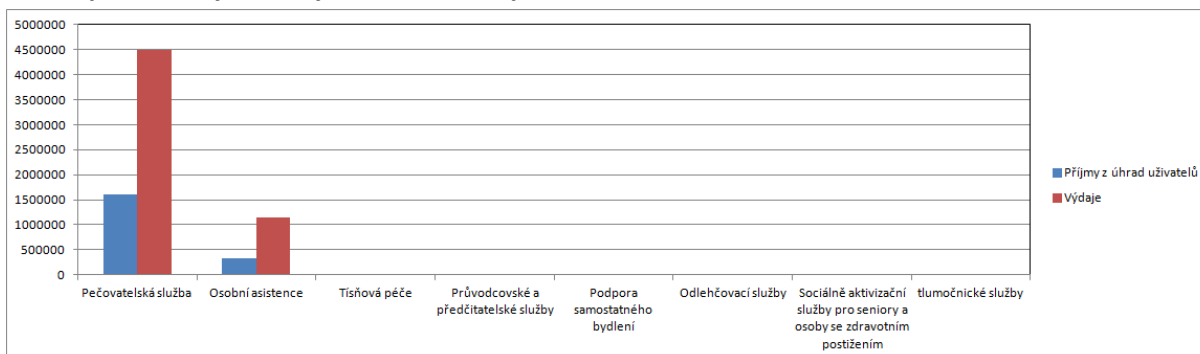 5000000
4500000
4000000
3500000
3000000
2500000
2000000
1500000
1000000
500000
0
Pečovatelská služba
Osobní asistence
Tísňová péče
Průvodcovské a
předčitatelské služby
Podpora
samostatného
bydlení
Odlehčovací služby
Sociálně aktivizační
služby pro seniory a
osoby se zdravotním
postižením
tlumočnické služby
Příjmy z úhrad uživatelů
Výdaje